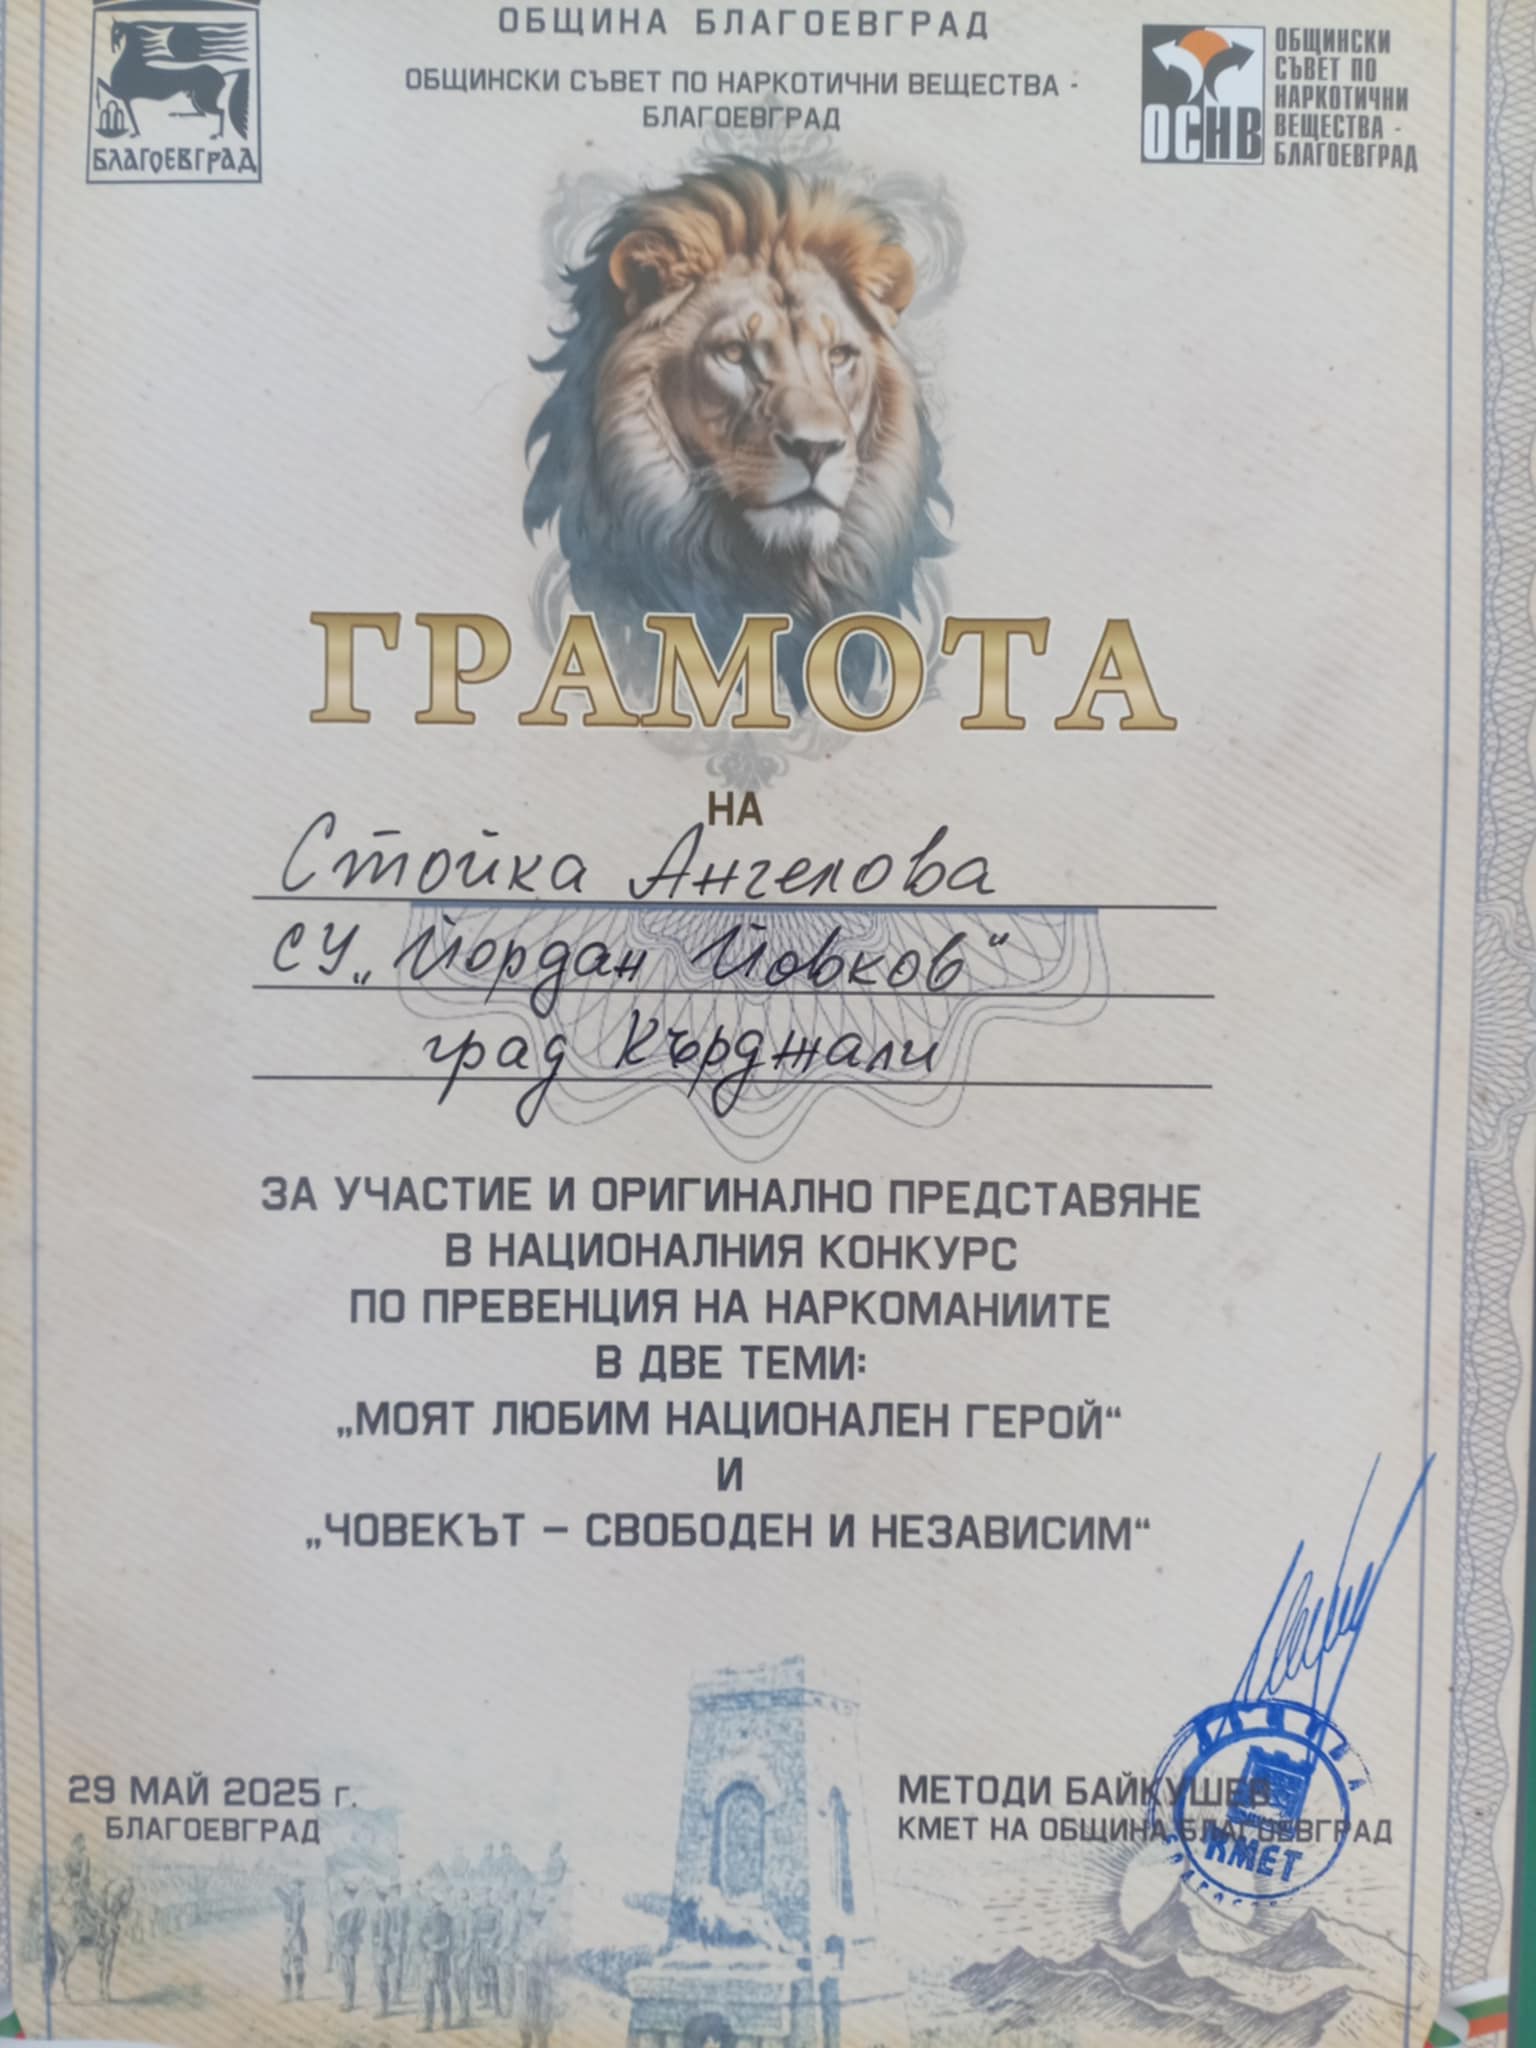 ОБЩИНА БЛАГОЕВГРАД
ОБЩИНСКИ СЪВЕТ ПО НАРКОТИЧНИ ВЕЩЕСТВА -
БЛАГОЕВГРАД
БЛАГОЕВГРАД
ОСНВ
ОБЩИНСКИ
СЪВЕТ ПО
НАРКОТИЧНИ
ВЕЩЕСТВА -
БЛАГОЕВГРАД
ГРАМОТА
НА
Стойка Ангелова
СУ „Йордан Йовков“
град Кърджали
ЗА УЧАСТИЕ И ОРИГИНАЛНО ПРЕДСТАВЯНЕ
В НАЦИОНАЛНИЯ КОНКУРС
ПО ПРЕВЕНЦИЯ НА НАРКОМАНИИТЕ
В ДВЕ ТЕМИ:
„МОЯТ ЛЮБИМ НАЦИОНАЛЕН ГЕРОЙ“
И
„ЧОВЕКЪТ – СВОБОДЕН И НЕЗАВИСИМ“
29 МАЙ 2025 г.
БЛАГОЕВГРАД
МЕТОДИ БАЙКУШЕВ
КМЕТ НА ОБЩИНА БЛАГОЕВГРАД
КМЕТ